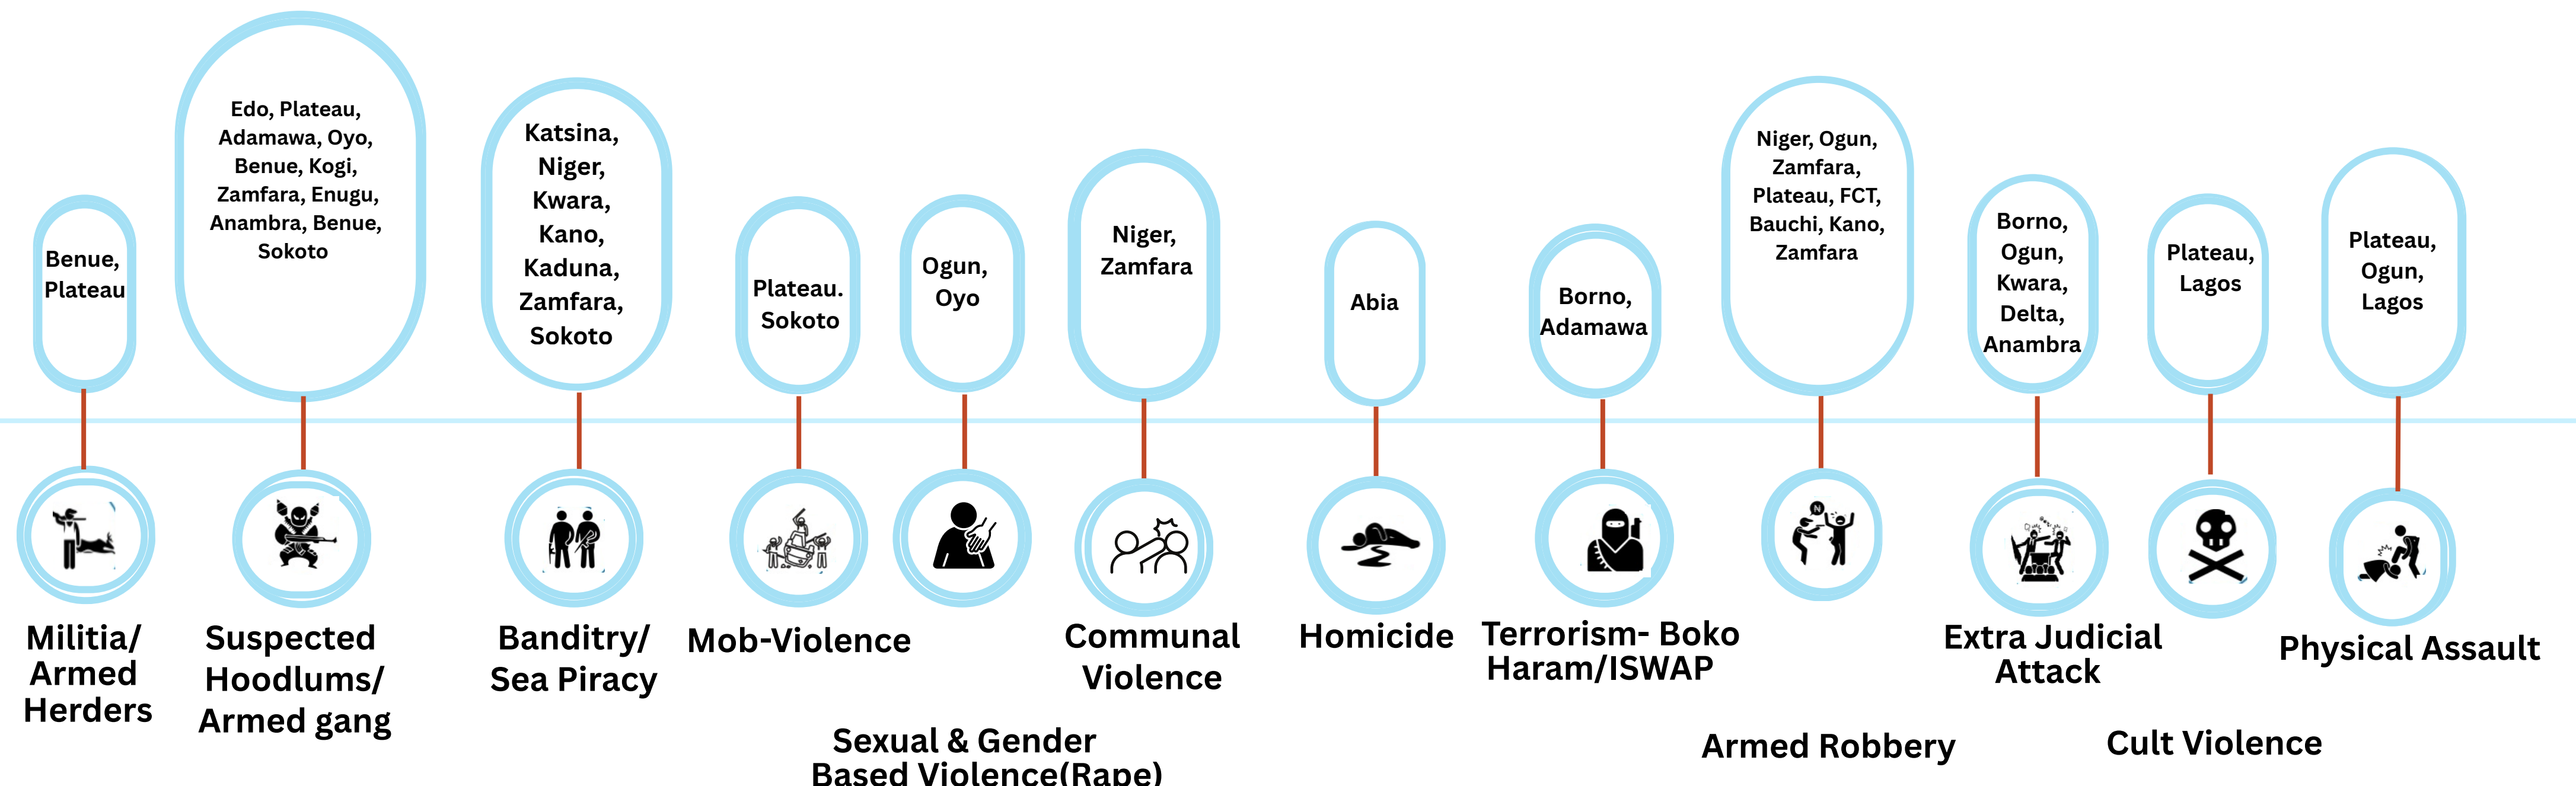 Benue,
Plateau
Edo, Plateau,
Adamawa, Oyo,
Benue, Kogi,
Zamfara, Enugu,
Anambra, Benue,
Sokoto
Katsina,
Niger,
Kwara,
Kano,
Kaduna,
Zamfara,
Sokoto
Plateau.
Sokoto
Ogun,
Oyo
Niger,
Zamfara
Abia
Borno,
Adamawa
Niger, Ogun,
Zamfara,
Plateau, FCT,
Bauchi, Kano,
Zamfara
Borno,
Ogun,
Kwara,
Delta,
Anambra
Plateau,
Lagos
Plateau,
Ogun,
Lagos
N
Militia/
Armed
Herders
Suspected
Hoodlums/
Armed gang
Banditry/
Sea Piracy
Mob-Violence
Sexual & Gender
Based Violence(Rape)
Communal
Violence
Homicide
Terrorism- Boko
Haram/ISWAP
Armed Robbery
Extra Judicial
Attack
Cult Violence
Physical Assault